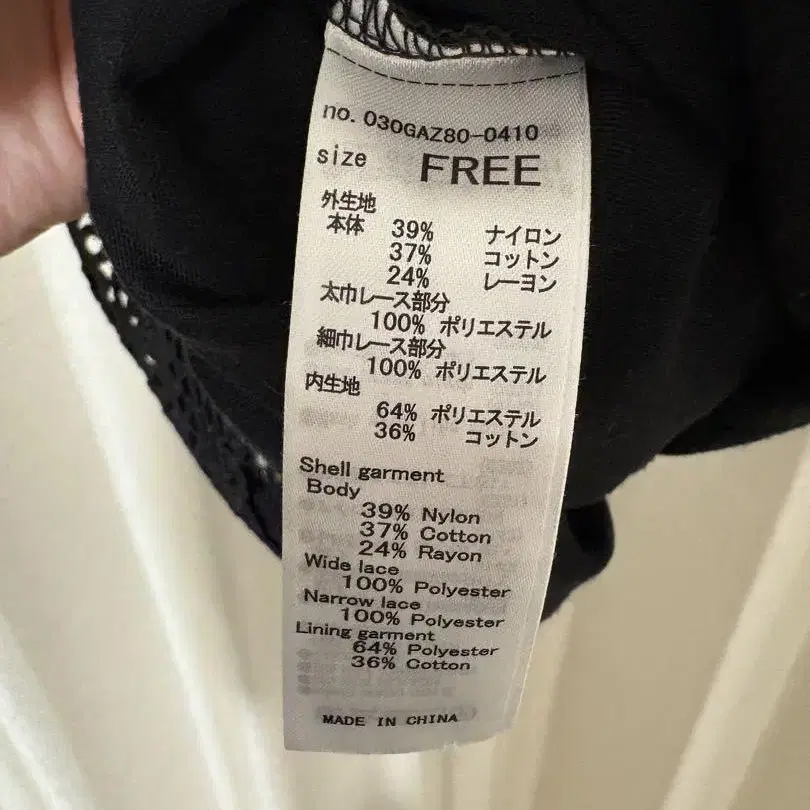 no. 030GAZ80-0410
size FREE
外生地
本体 39% ナイロン
37% コットン
24% レーヨン
太巾レース部分
100% ポリエステル
細巾レース部分
100% ポリエステル
内生地
64% ポリエステル
36% コットン
Shell garment
Body
39% Nylon
37% Cotton
24% Rayon
Wide lace
100% Polyester
Narrow lace
100% Polyester
Lining garment
64% Polyester
36% Cotton
MADE IN CHINA